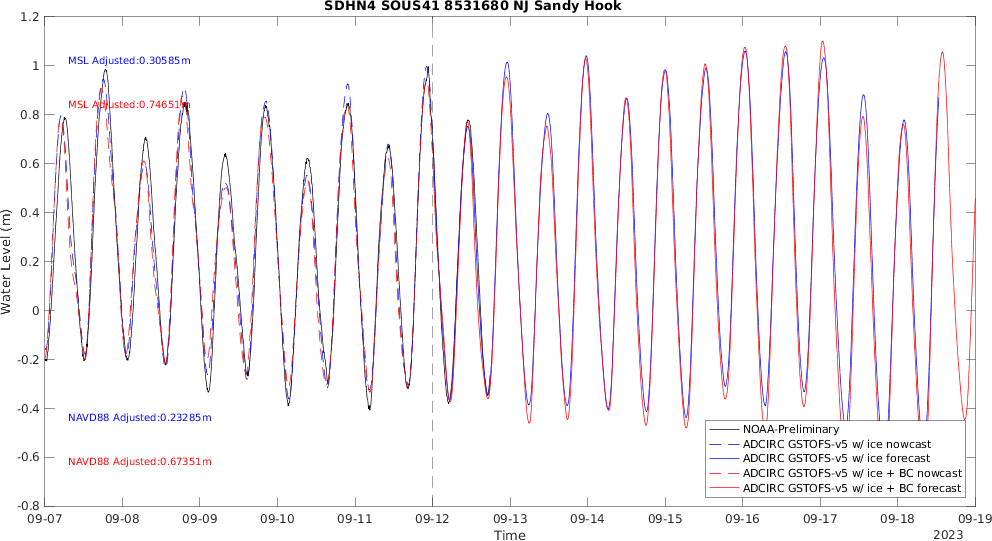 SDHN4 SOUS41 8531680 NJ Sandy Hook
1.2
1
0.8
0.6
0.4
0.2
0
-0.2
-0.4
-0.6
-0.8
Water Level (m)
MSL Adjusted:0.30585m
MSL Adjusted:0.74651m
NAVD88 Adjusted:0.23285m
NAVD88 Adjusted:0.67351m
NOAA-Preliminary
ADCIRC GSTOFS-v5 w/ ice nowcast
ADCIRC GSTOFS-v5 w/ ice forecast
ADCIRC GSTOFS-v5 w/ ice + BC nowcast
ADCIRC GSTOFS-v5 w/ ice + BC forecast
09-07 09-08 09-09 09-10 09-11 09-12 09-13 09-14 09-15 09-16 09-17 09-18 09-19
Time
2023